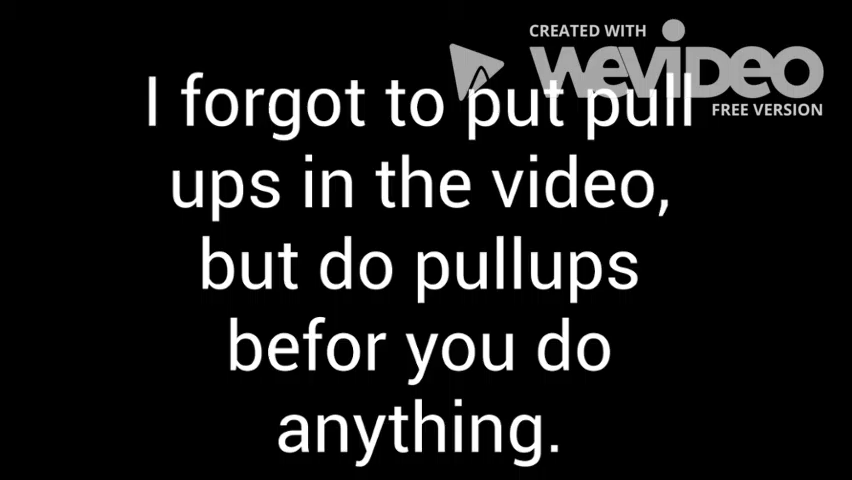 CREATED WITH
WEVIDEO
FREE VERSION
I forgot to put pull
ups in the video,
but do pullups
befor you do
anything.